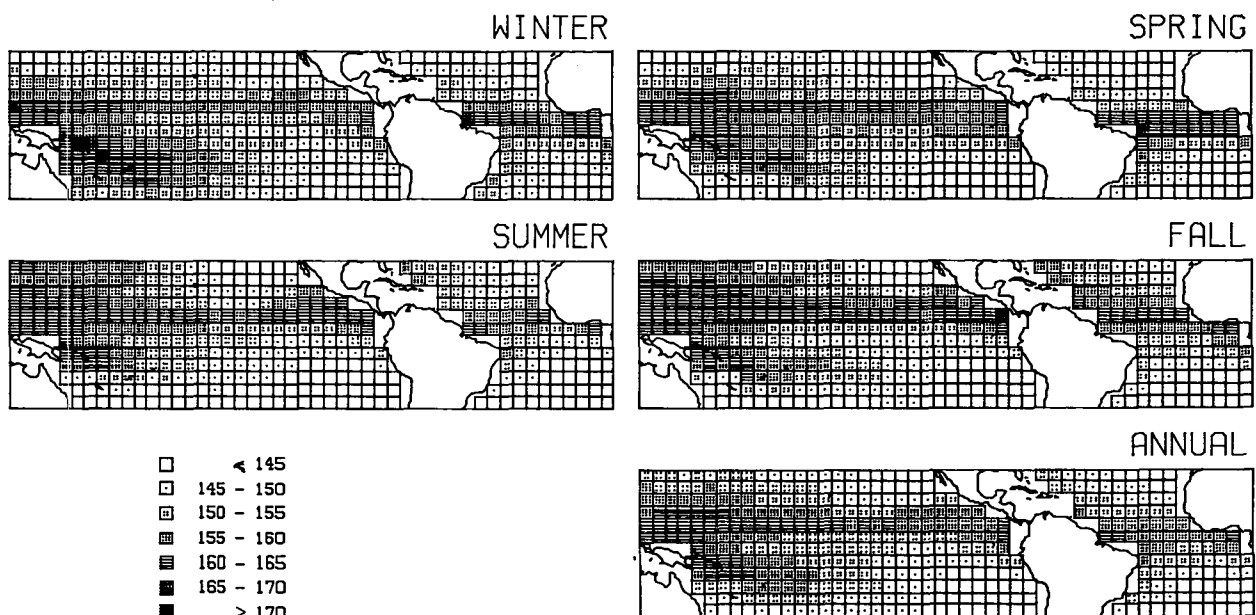 WINTER
SPRING
SUMMER
FALL
ANNUAL
< 145
145 - 150
150 - 155
155 - 160
160 - 165
165 - 170
> 170